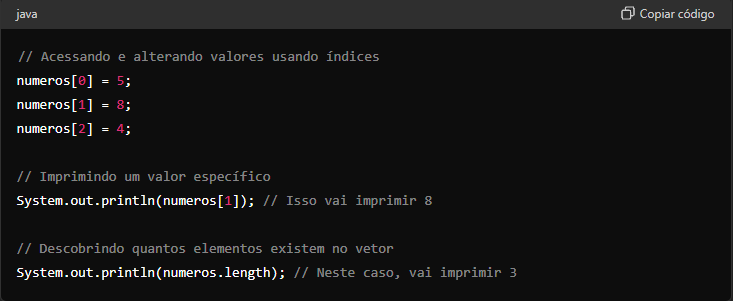 java
Copiar código
// Acessando e alterando valores usando índices
numeros[0] = 5;
numeros[1] = 8;
numeros[2] = 4;
// Imprimindo um valor específico
System.out.println(numeros[1]); // Isso vai imprimir 8
// Descobrindo quantos elementos existem no vetor
System.out.println(numeros.length); // Neste caso, vai imprimir 3